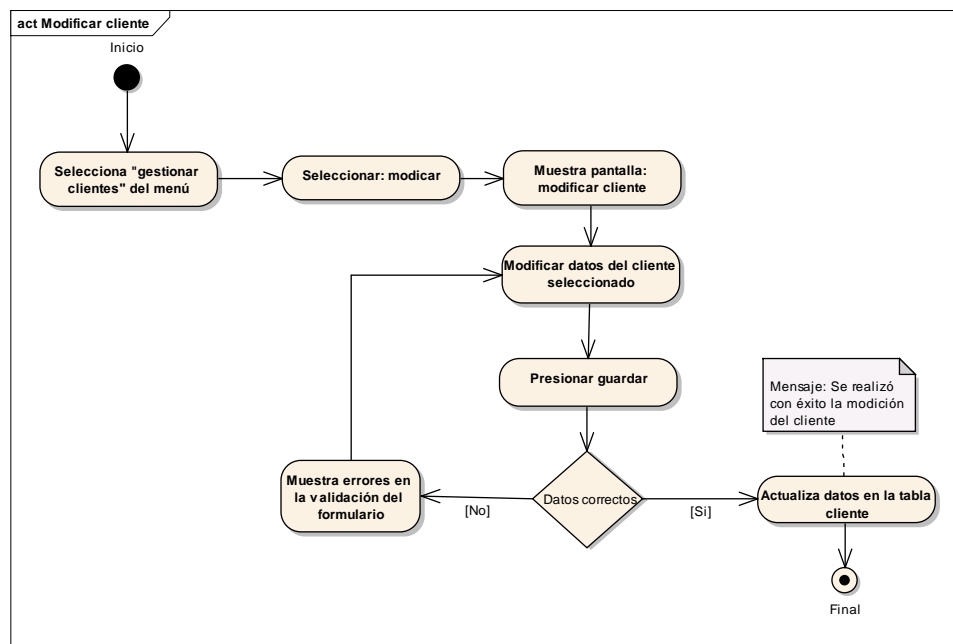 act Modificar cliente
Inicio
Selecciona "gestionar
clientes" del menú
Seleccionar: modicar
Muestra pantalla:
modificar cliente
Modificar datos del cliente
seleccionado
Presionar guardar
Mensaje: Se realizó
con éxito la modición
del cliente
Muestra errores en
la validación del
formulario
[No]
Datos correctos
[Si]
Actualiza datos en la tabla
cliente
Final